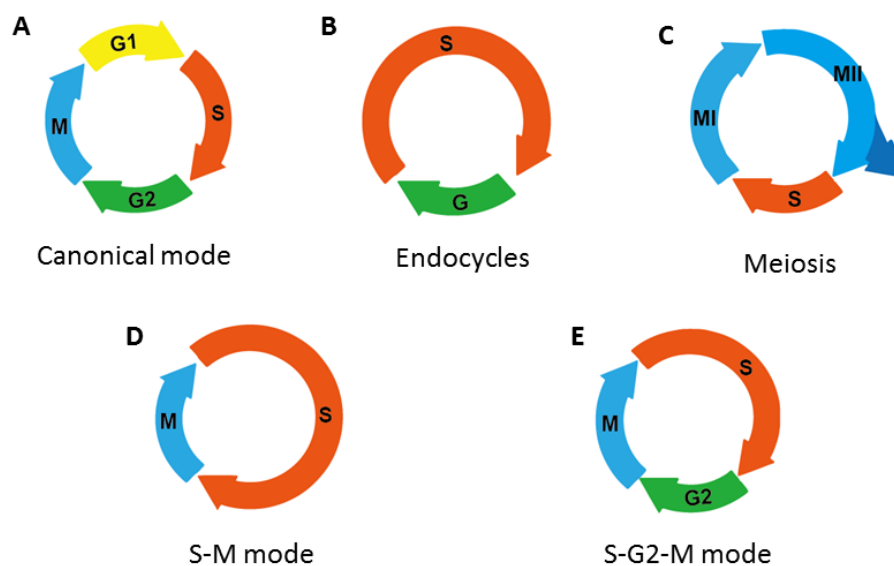 A
G1
S
G2
M
Canonical mode
B
S
G
Endocycles
C
MII
MI
S
Meiosis
D
M
S
S-M mode
E
S
M
G2
S-G2-M mode